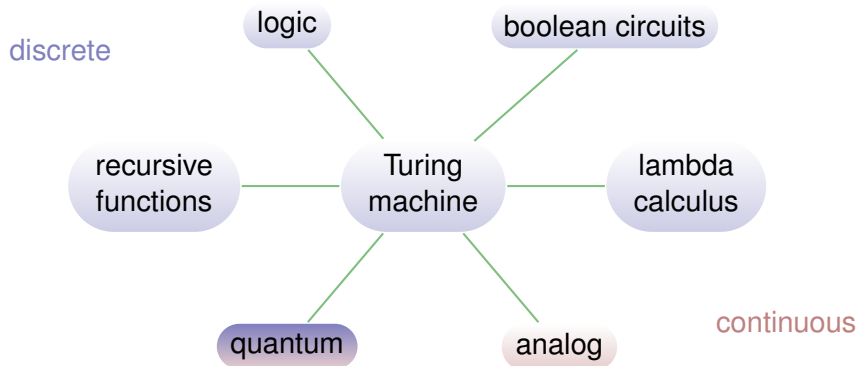 logic
boolean circuits
discrete
recursive
functions
Turing
machine
lambda
calculus
continuous
quantum
analog